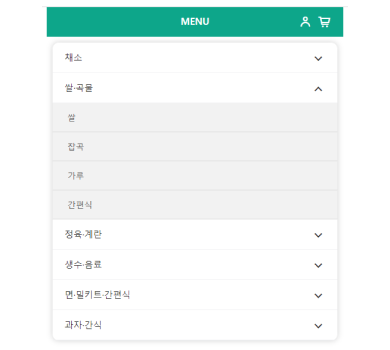 MENU
채소
쌀·곡물
쌀
잡곡
가루
간편식
정육·계란
생수·음료
면·밀키트·간편식
과자·간식